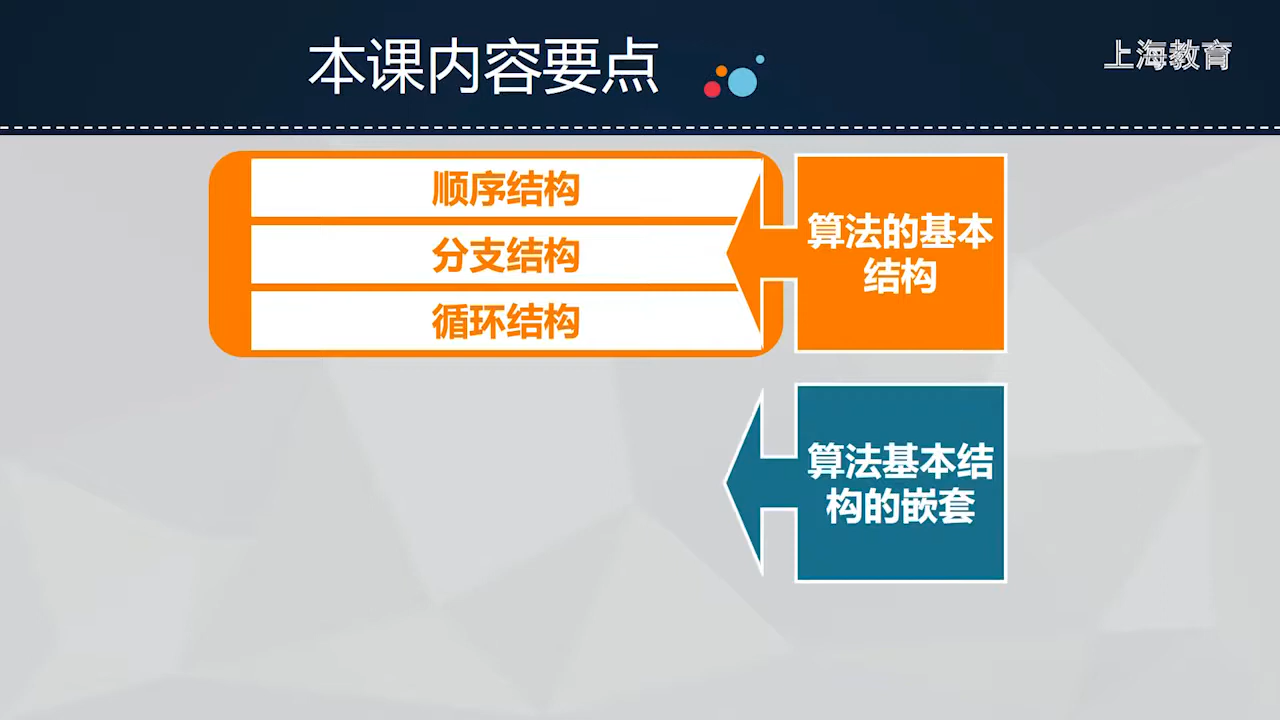 本课内容要点
上海教育
顺序结构
分支结构
循环结构
算法的基本
结构
算法基本结
构的嵌套